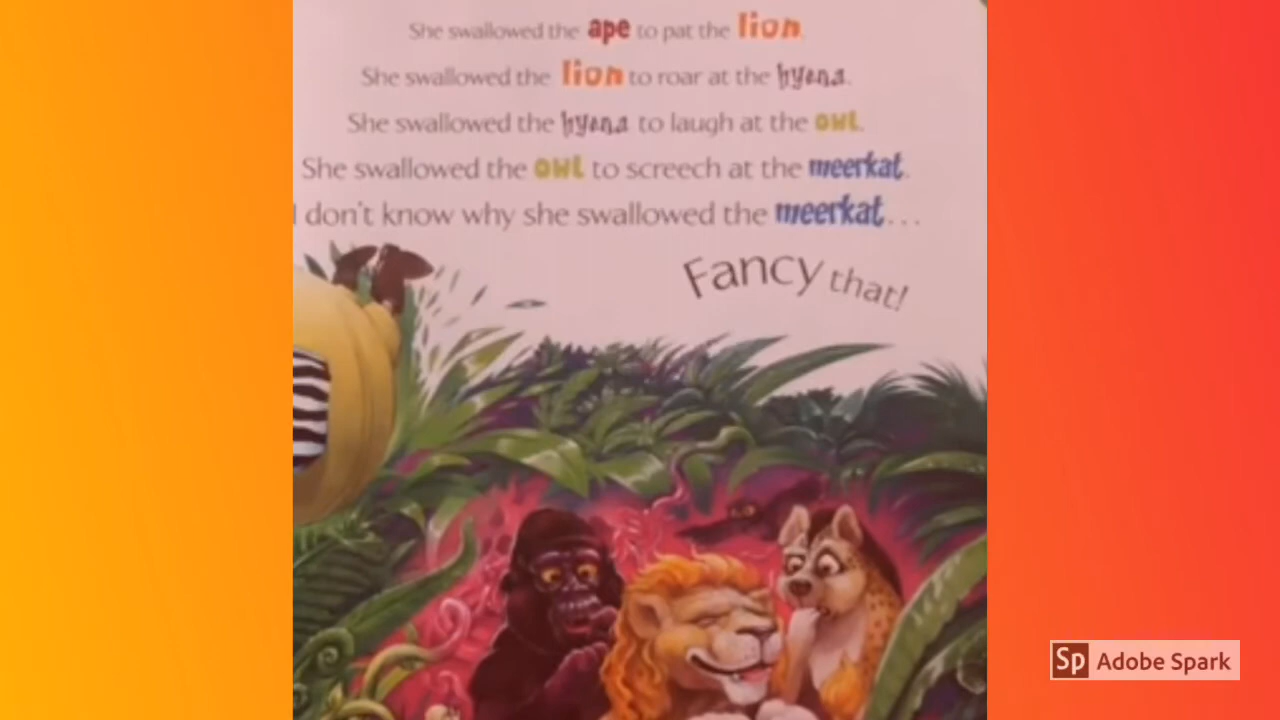 She swallowed the ape to pat the lion.
She swallowed the lion to roar at the hyena.
She swallowed the hyena to laugh at the owl.
She swallowed the owl to screech at the meerkat.
I don't know why she swallowed the meerkat...
Fancy that!
Sp Adobe Spark